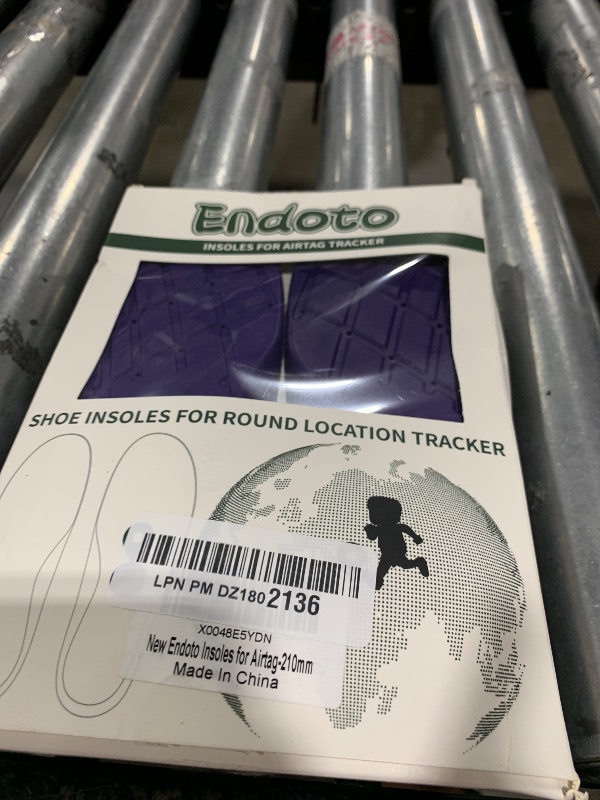 Endoto
INSOLES FOR AIRTAG TRACKER
SHOE INSOLES FOR ROUND LOCATION TRACKER
LPN PM DZ180 2136
X0048E5YDN
New Endoto Insoles for Airtag-210mm
Made In China